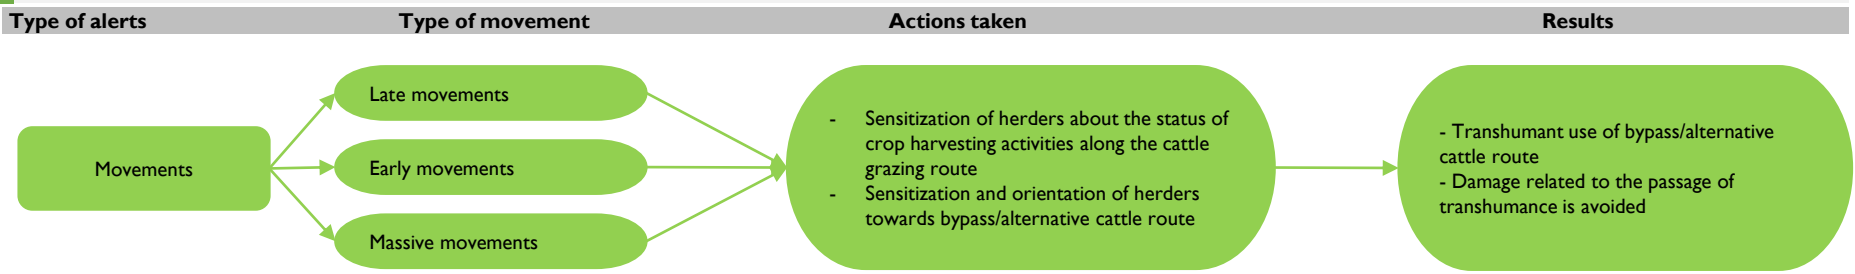 Type of alerts
Type of movement
Actions taken
Results
Movements
Late movements
Early movements
Massive movements
- Sensitization of herders about the status of
crop harvesting activities along the cattle
grazing route
- Sensitization and orientation of herders
towards bypass/alternative cattle route
- Transhumant use of bypass/alternative
cattle route
- Damage related to the passage of
transhumance is avoided